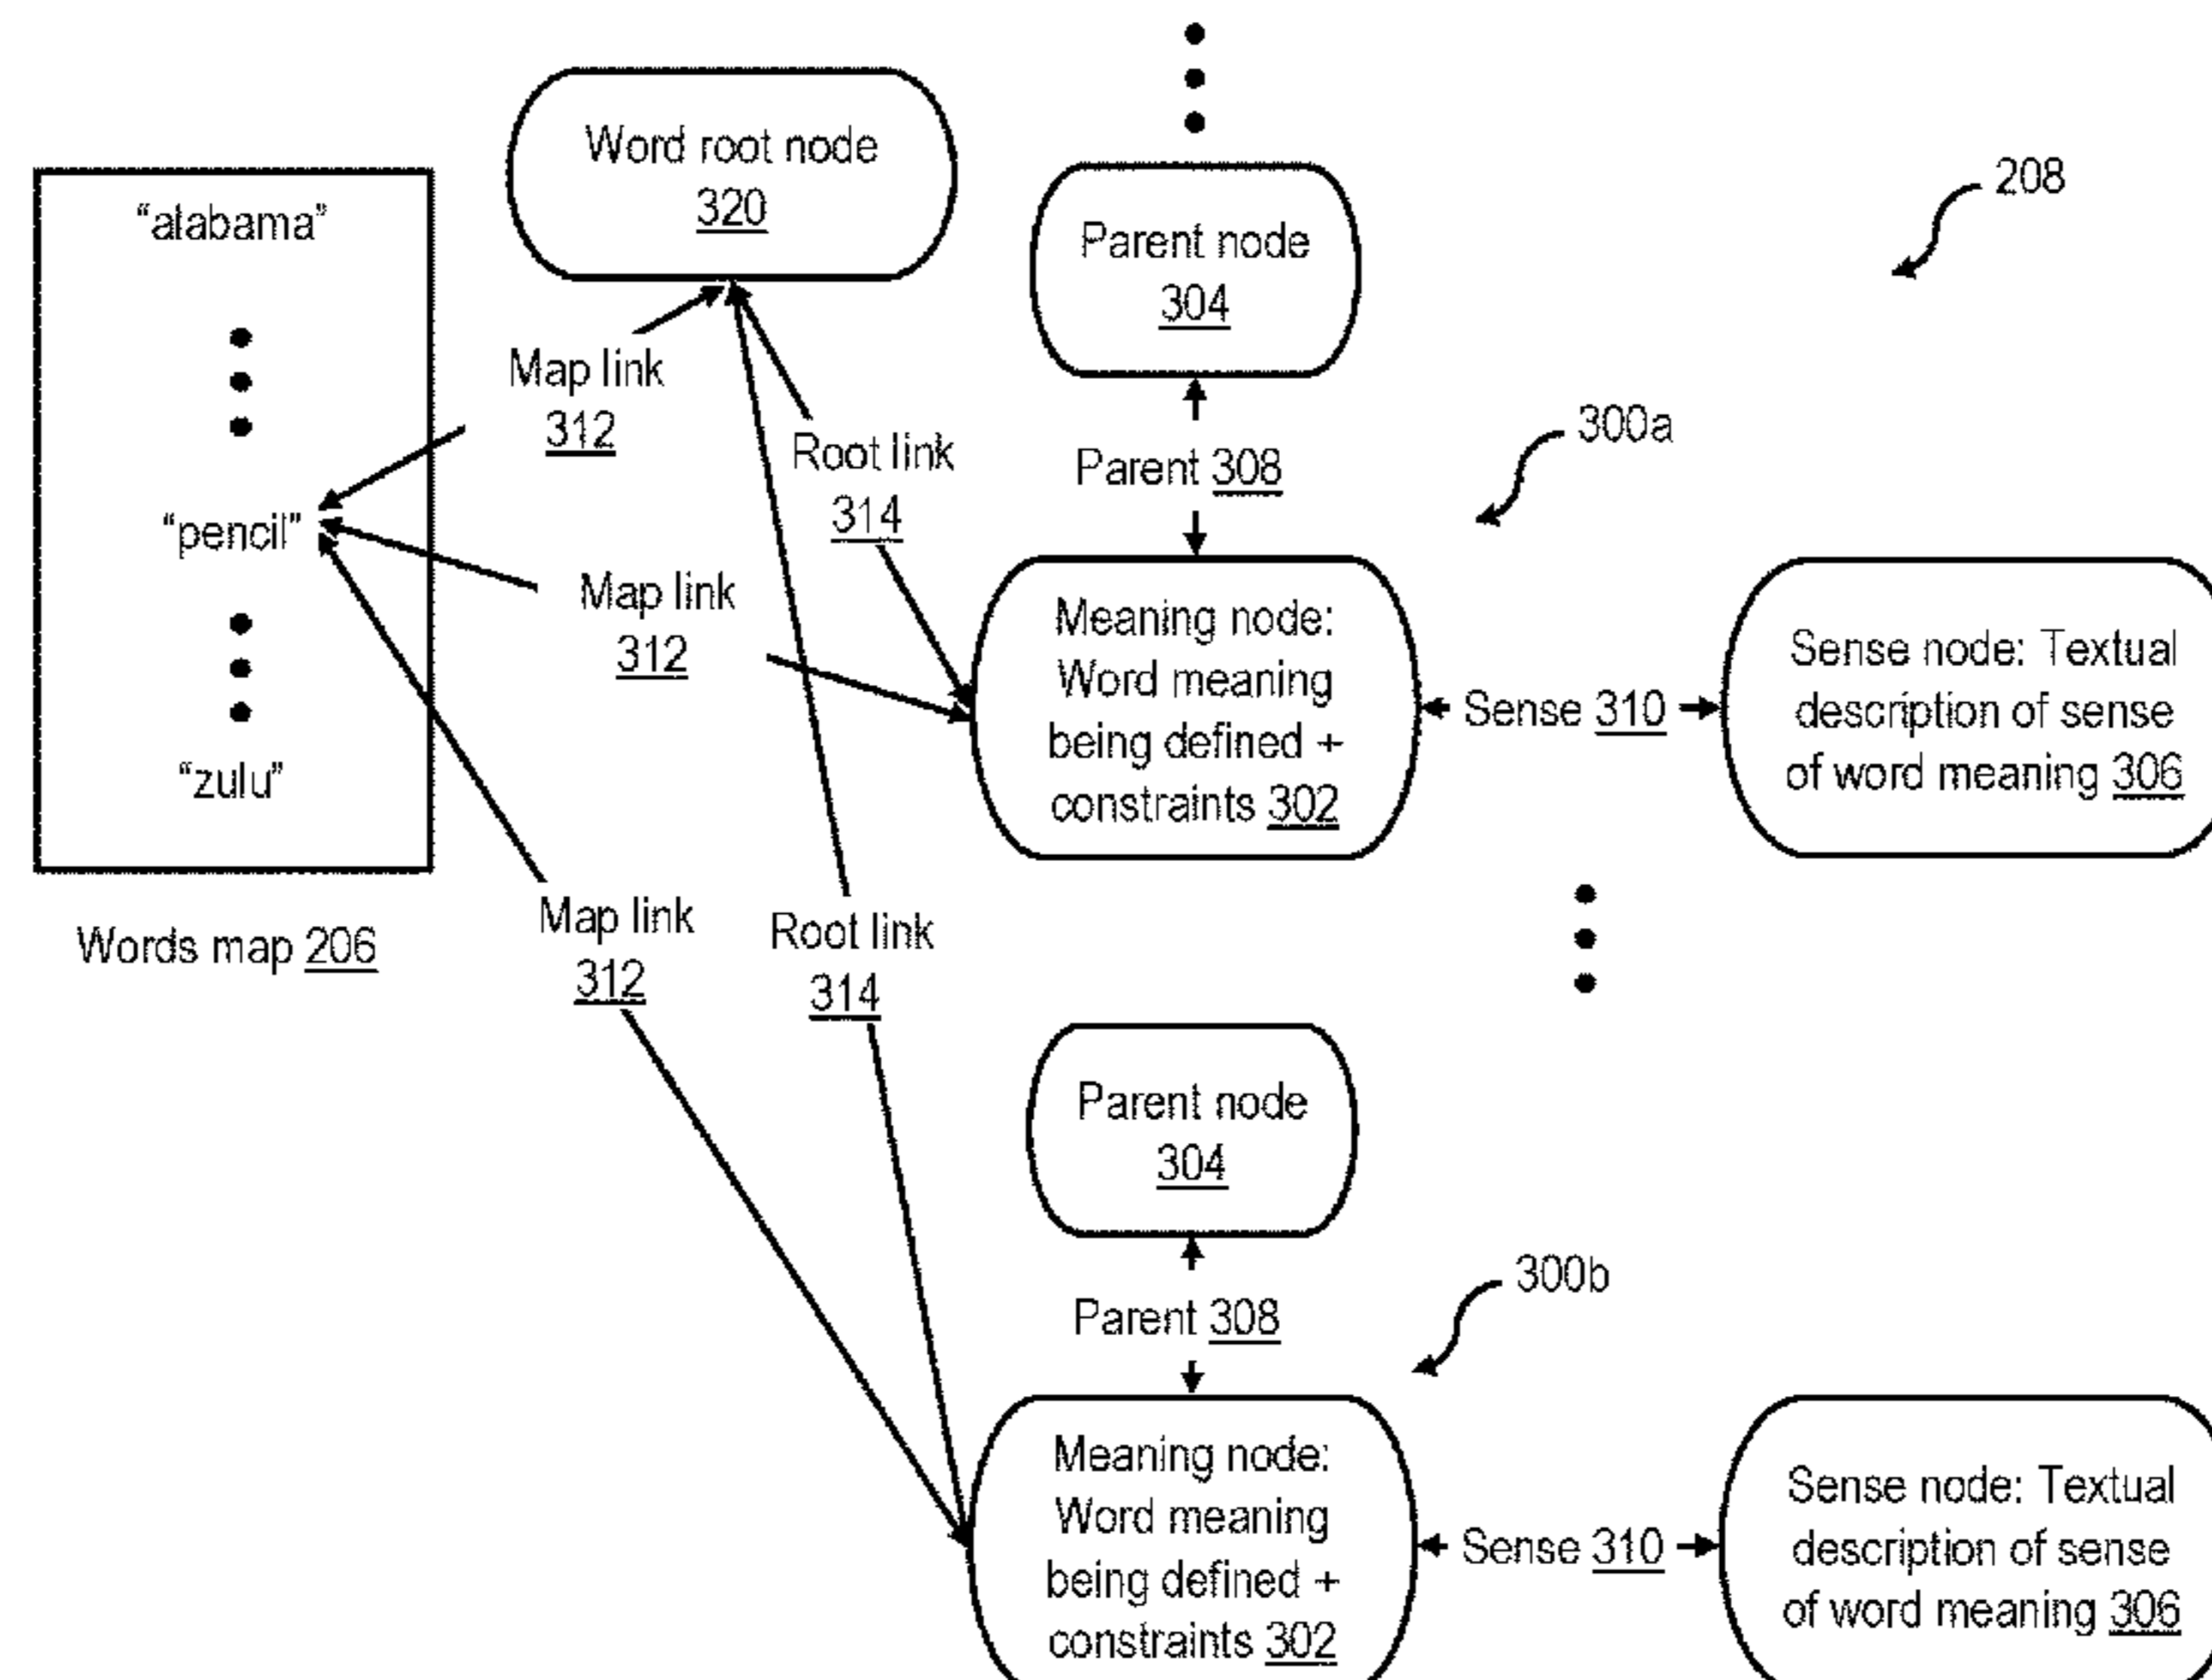 Word root node
320
208
"alabama"
Parent node
304
Map link
312
300a
Root link
314
Parent 308
"pencil"
Map link
312
Meaning node:
Word meaning
being defined +
constraints 302
Sense 310
Sense node: Textual
description of sense
of word meaning 306
"zulu"
Words map 206
Map link
312
Root link
314
Parent node
304
300b
Parent 308
Meaning node:
Word meaning
being defined +
constraints 302
Sense 310
Sense node: Textual
description of sense
of word meaning 306